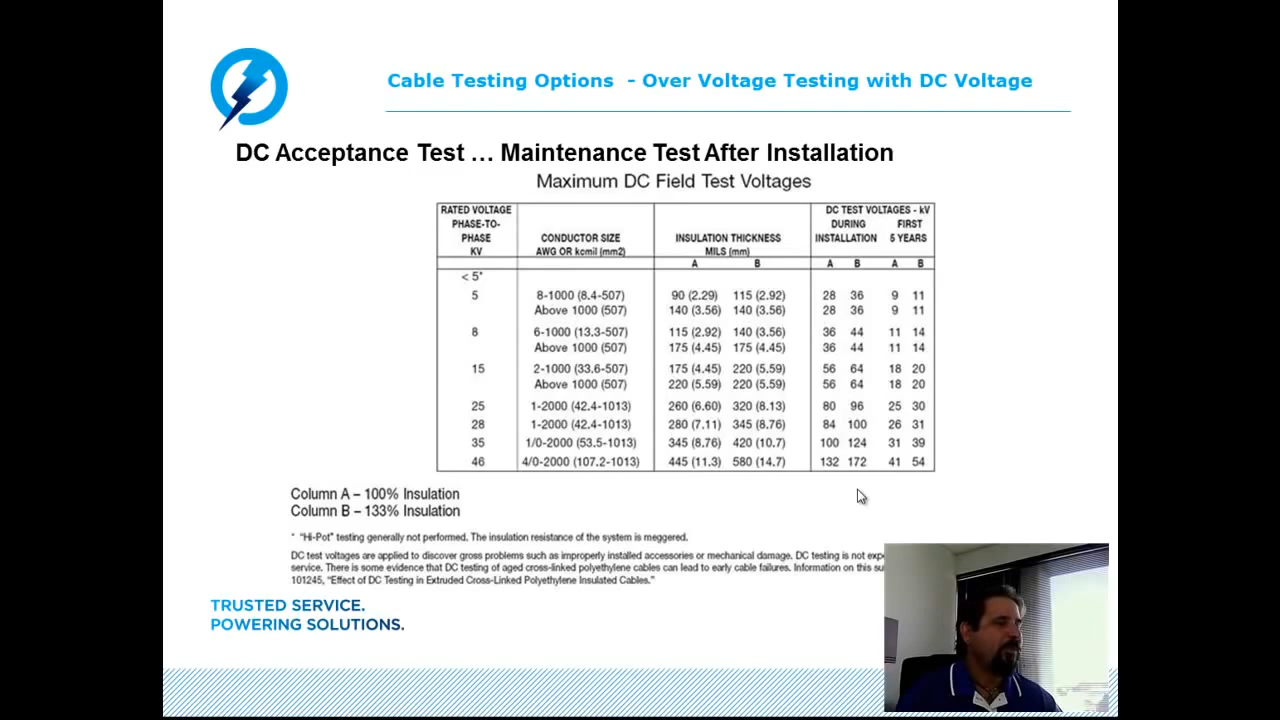 Cable Testing Options - Over Voltage Testing with DC Voltage
DC Acceptance Test ... Maintenance Test After Installation
Maximum DC Field Test Voltages
RATED VOLTAGE DC TEST VOLTAGES - kV
PHASE-TO- DURING FIRST
PHASE CONDUCTOR SIZE INSULATION THICKNESS INSTALLATION 5 YEARS
KV AWG OR kcmil (mm2) MILS (mm)
A B A B A B
< 5*
5 8-1000 (8.4-507) 90 (2.29) 115 (2.92) 28 36 9 11
Above 1000 (507) 140 (3.56) 140 (3.56) 28 36 9 11
8 6-1000 (13.3-507) 115 (2.92) 140 (3.56) 36 44 11 14
Above 1000 (507) 175 (4.45) 175 (4.45) 36 44 11 14
15 2-1000 (33.6-507) 175 (4.45) 220 (5.59) 56 64 18 20
Above 1000 (507) 220 (5.59) 220 (5.59) 56 64 18 20
25 1-2000 (42.4-1013) 260 (6.60) 320 (8.13) 80 96 25 30
28 1-2000 (42.4-1013) 280 (7.11) 345 (8.76) 84 100 26 31
35 1/0-2000 (53.5-1013) 345 (8.76) 420 (10.7) 100 124 31 39
46 4/0-2000 (107.2-1013) 445 (11.3) 580 (14.7) 132 172 41 54
Column A – 100% Insulation
Column B – 133% Insulation
* "Hi-Pot" testing generally not performed. The insulation resistance of the system is meggered.
DC test voltages are applied to discover gross problems such as improperly installed accessories or mechanical damage. DC testing is not
service. There is some evidence that DC testing of aged cross-linked polyethylene cables can lead to early cable failures. Information on this
101245, "Effect of DC Testing in Extruded Cross-Linked Polyethylene Insulated Cables."
TRUSTED SERVICE.
POWERING SOLUTIONS.